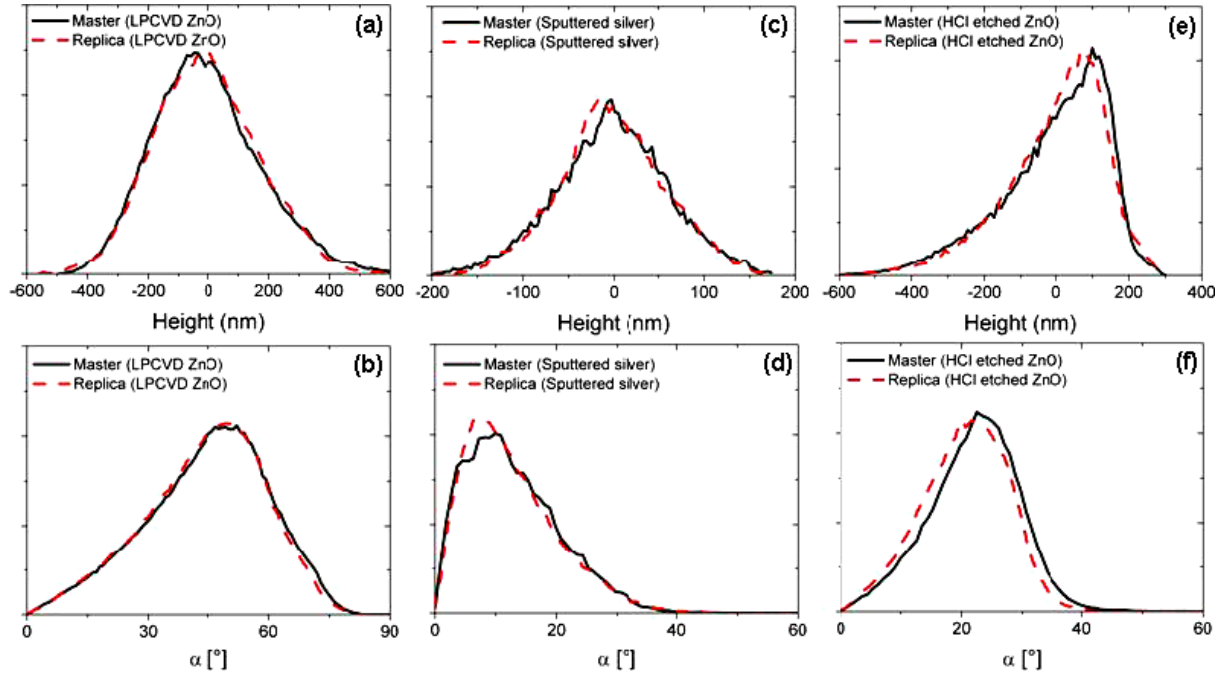 Master (LPCVD ZnO)
Replica (LPCVD ZnO)
(a)
-600 -400 -200 0 200 400 600
Height (nm)
Master (Sputtered silver)
Replica (Sputtered silver)
(c)
-200 -100 0 100 200
Height (nm)
Master (HCl etched ZnO)
Replica (HCl etched ZnO)
(e)
-600 -400 -200 0 200 400
Height (nm)
Master (LPCVD ZnO)
Replica (LPCVD ZnO)
(b)
0 30 60 90
α [°]
Master (Sputtered silver)
Replica (Sputtered silver)
(d)
0 20 40 60
α [°]
Master (HCl etched ZnO)
Replica (HCl etched ZnO)
(f)
0 20 40 60
α [°]